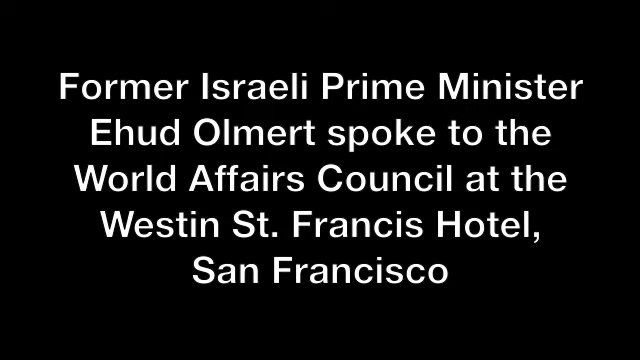 Former Israeli Prime Minister
Ehud Olmert spoke to the
World Affairs Council at the
Westin St. Francis Hotel,
San Francisco